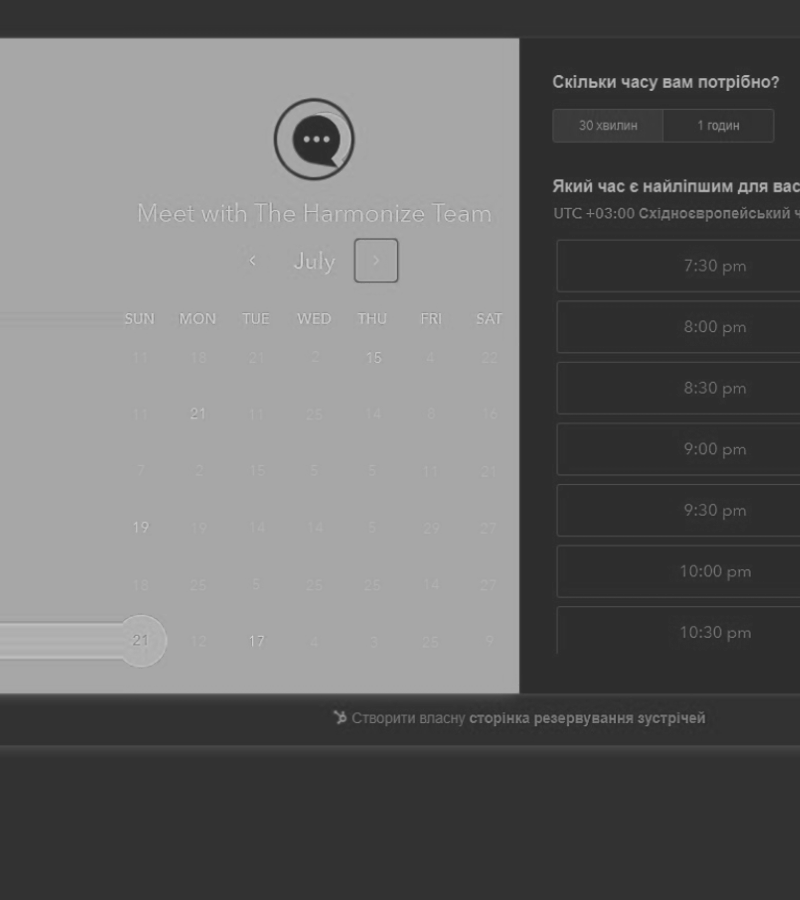 Meet with The Harmonize Team
July
SUN MON TUE WED THU FRI SAT
11 18 21 2 15 4 22
11 21 11 25 14 8 16
7 2 15 5 5 11 21
19 19 14 14 5 29 27
18 25 5 25 25 14 27
21 12 17 4 3 25 9
Скільки часу вам потрібно?
30 хвилин 1 годин
Який час є найліпшим для вас
UTC +03:00 Східноєвропейський ч
7:30 pm
8:00 pm
8:30 pm
9:00 pm
9:30 pm
10:00 pm
10:30 pm
Створити власну сторінка резервування зустрічей